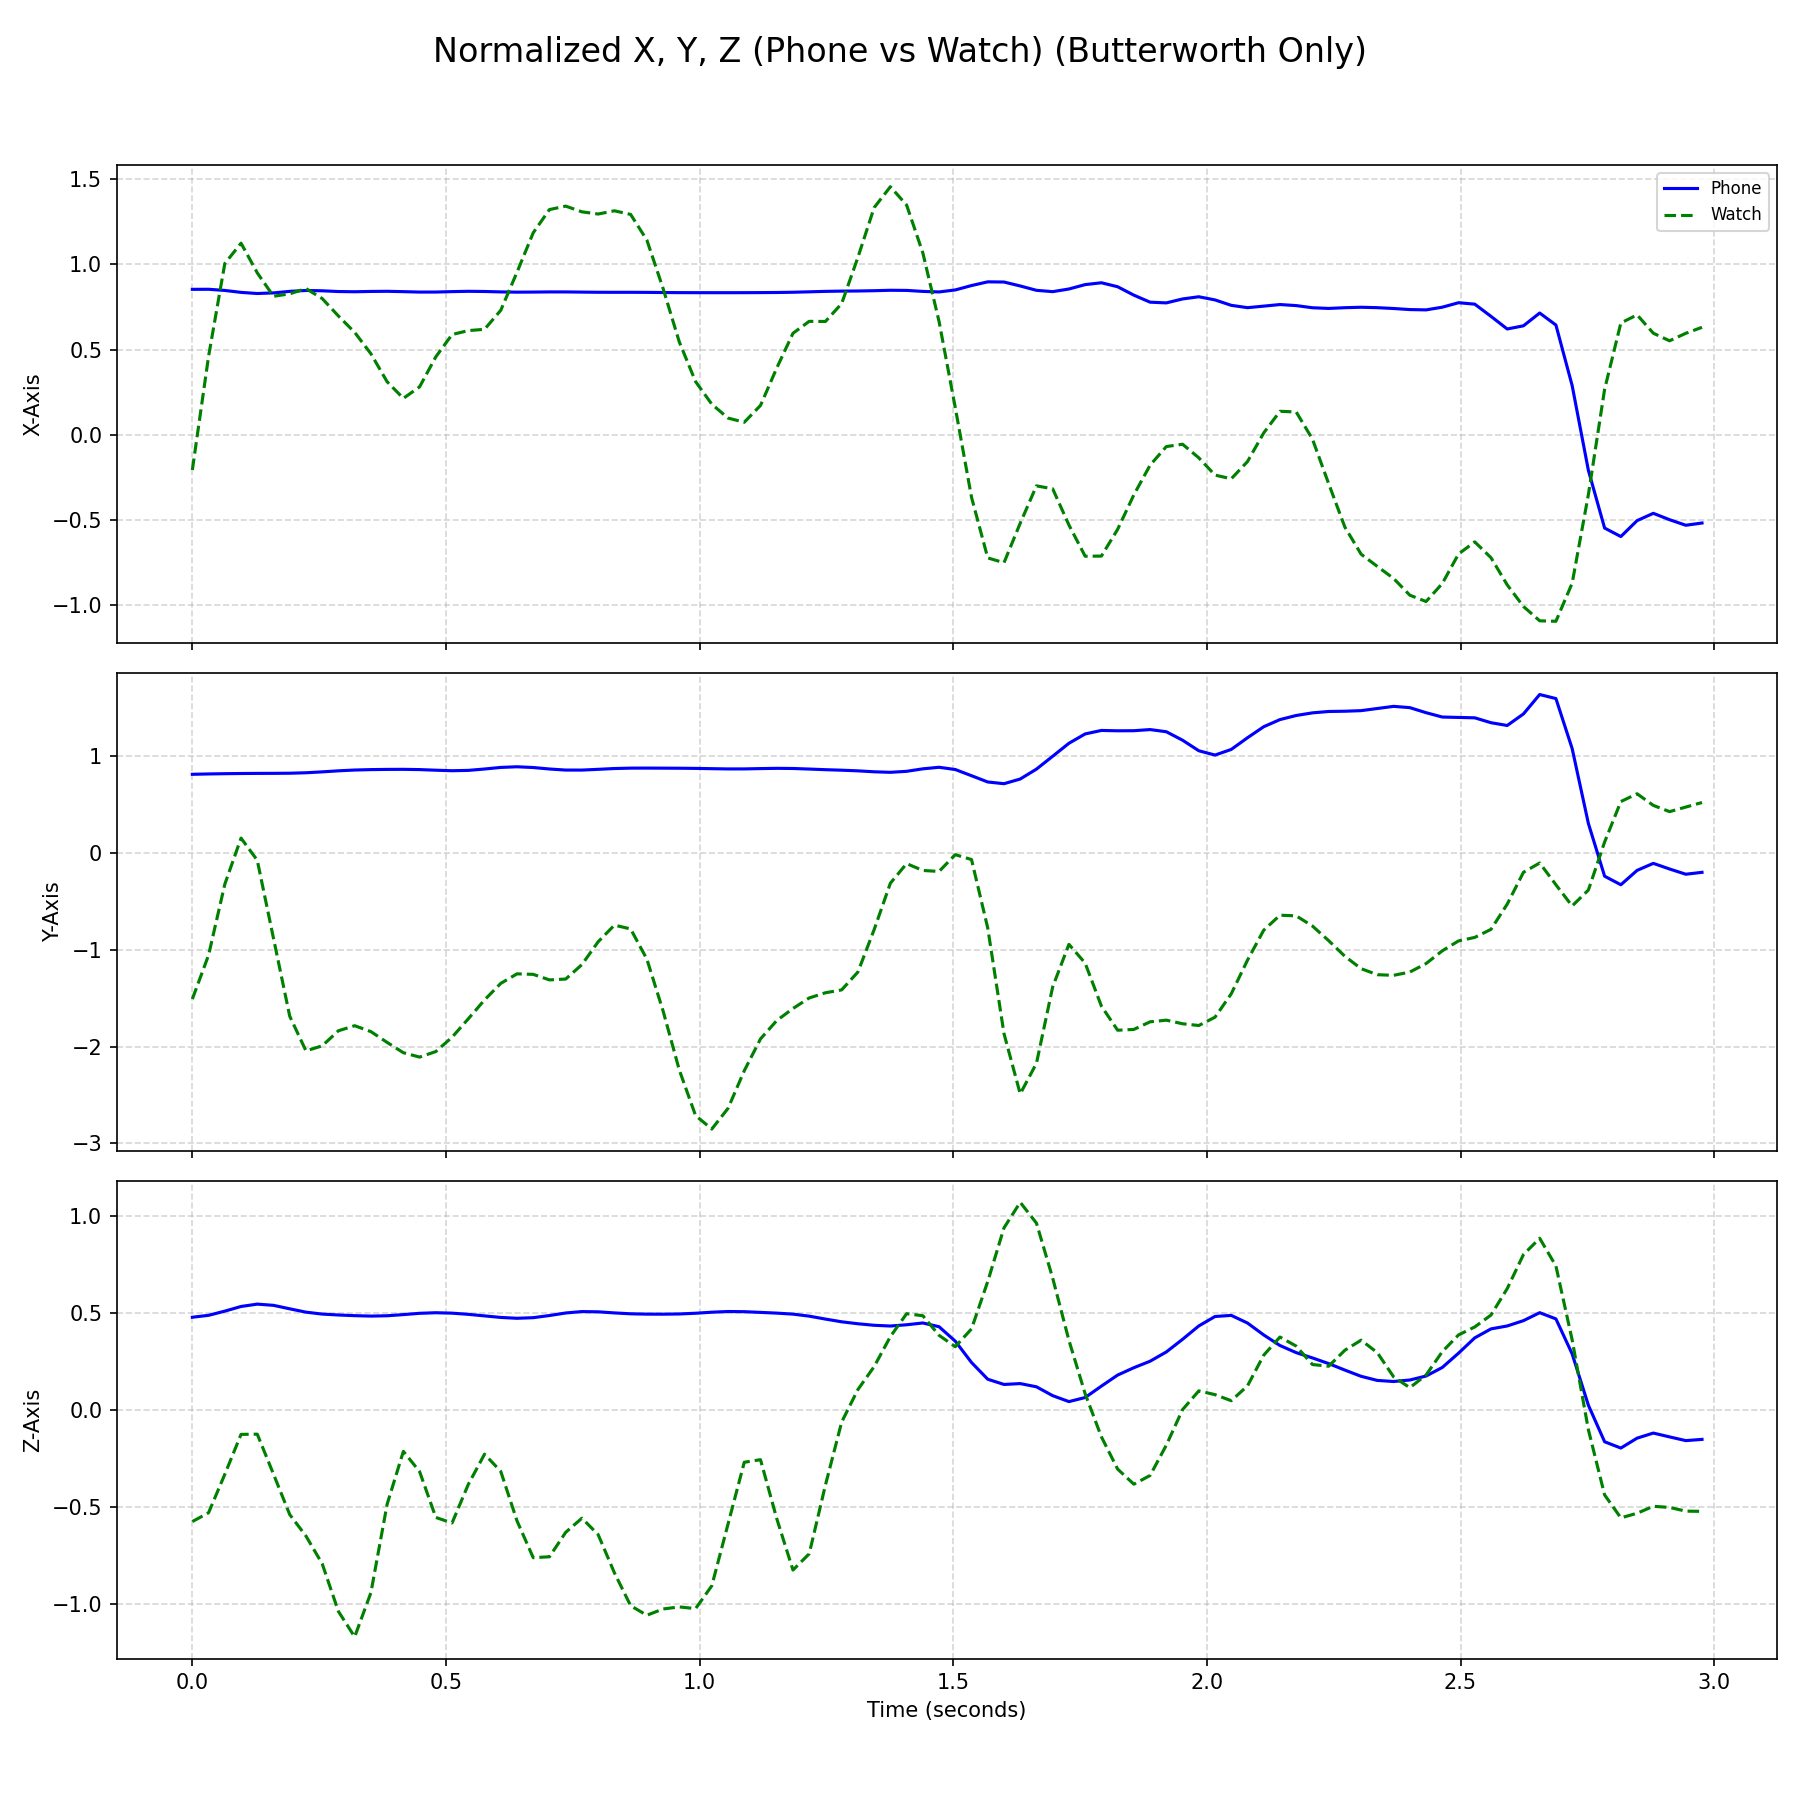 Normalized X, Y, Z (Phone vs Watch) (Butterworth Only)
Phone
Watch
1.5
1.0
0.5
0.0
−0.5
−1.0
X-Axis
1
0
−1
−2
−3
Y-Axis
1.0
0.5
0.0
−0.5
−1.0
Z-Axis
0.0 0.5 1.0 1.5 2.0 2.5 3.0
Time (seconds)